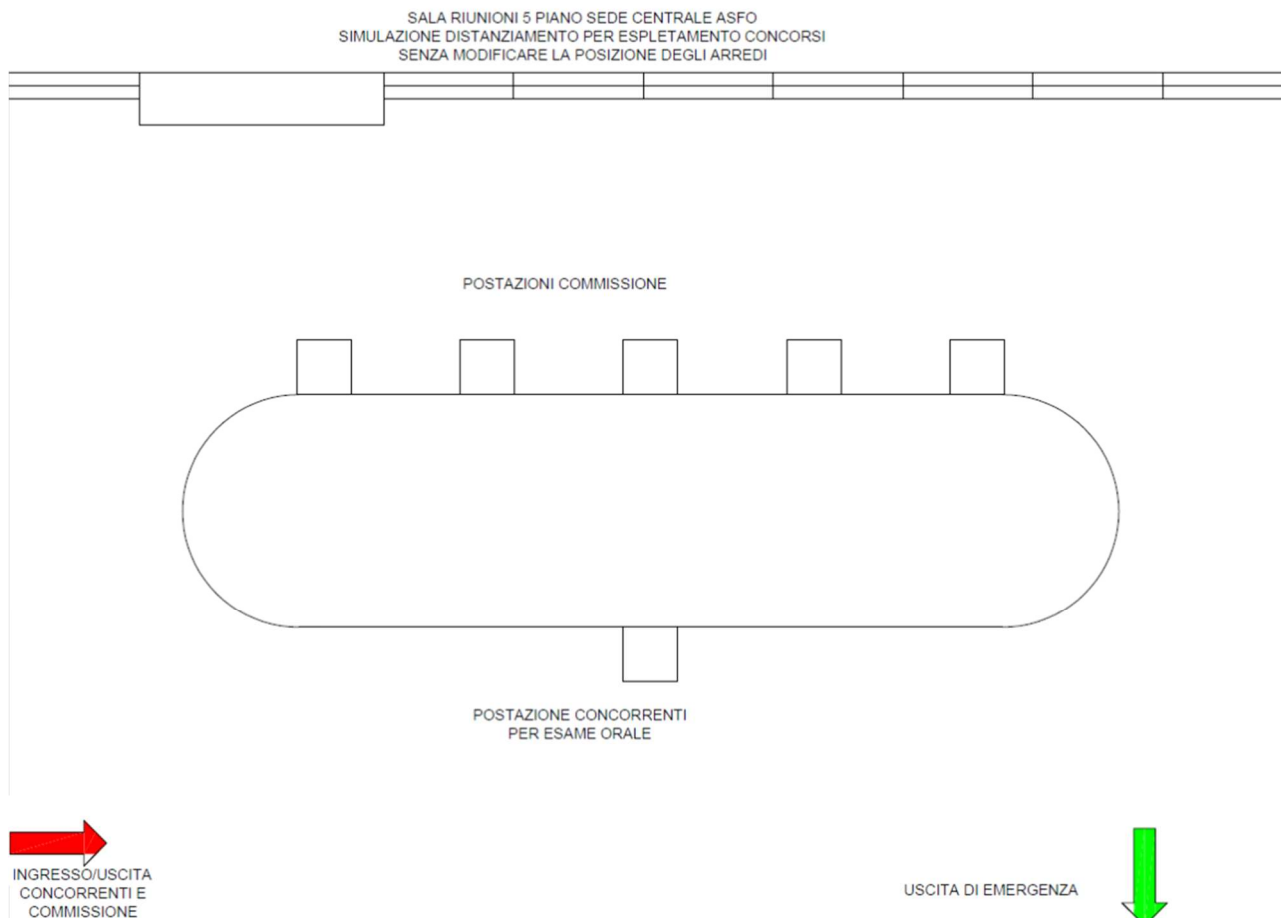 SALA RIUNIONI 5 PIANO SEDE CENTRALE ASFO
SIMULAZIONE DISTANZIAMENTO PER ESPLETAMENTO CONCORSI
SENZA MODIFICARE LA POSIZIONE DEGLI ARREDI
POSTAZIONI COMMISSIONE
POSTAZIONE CONCORRENTI
PER ESAME ORALE
INGRESSO/USCITA
CONCORRENTI E
COMMISSIONE
USCITA DI EMERGENZA